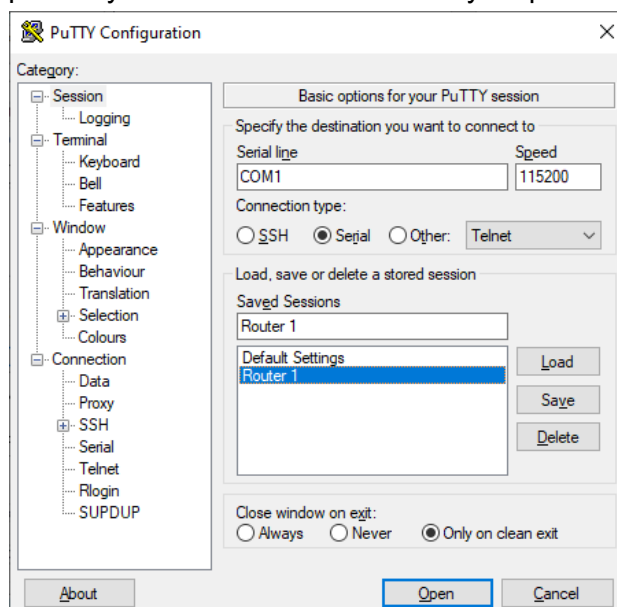 PuTTY Configuration
Category:
Session
Logging
Terminal
Keyboard
Bell
Features
Window
Appearance
Behaviour
Translation
Selection
Colours
Connection
Data
Proxy
SSH
Serial
Telnet
Rlogin
SUPDUP
Basic options for your PuTTY session
Specify the destination you want to connect to
Serial line Speed
COM1 115200
Connection type:
SSH Serial Other: Telnet
Load, save or delete a stored session
Saved Sessions
Router 1
Default Settings
Router 1
Load
Save
Delete
Close window on exit:
Always Never Only on clean exit
About Open Cancel